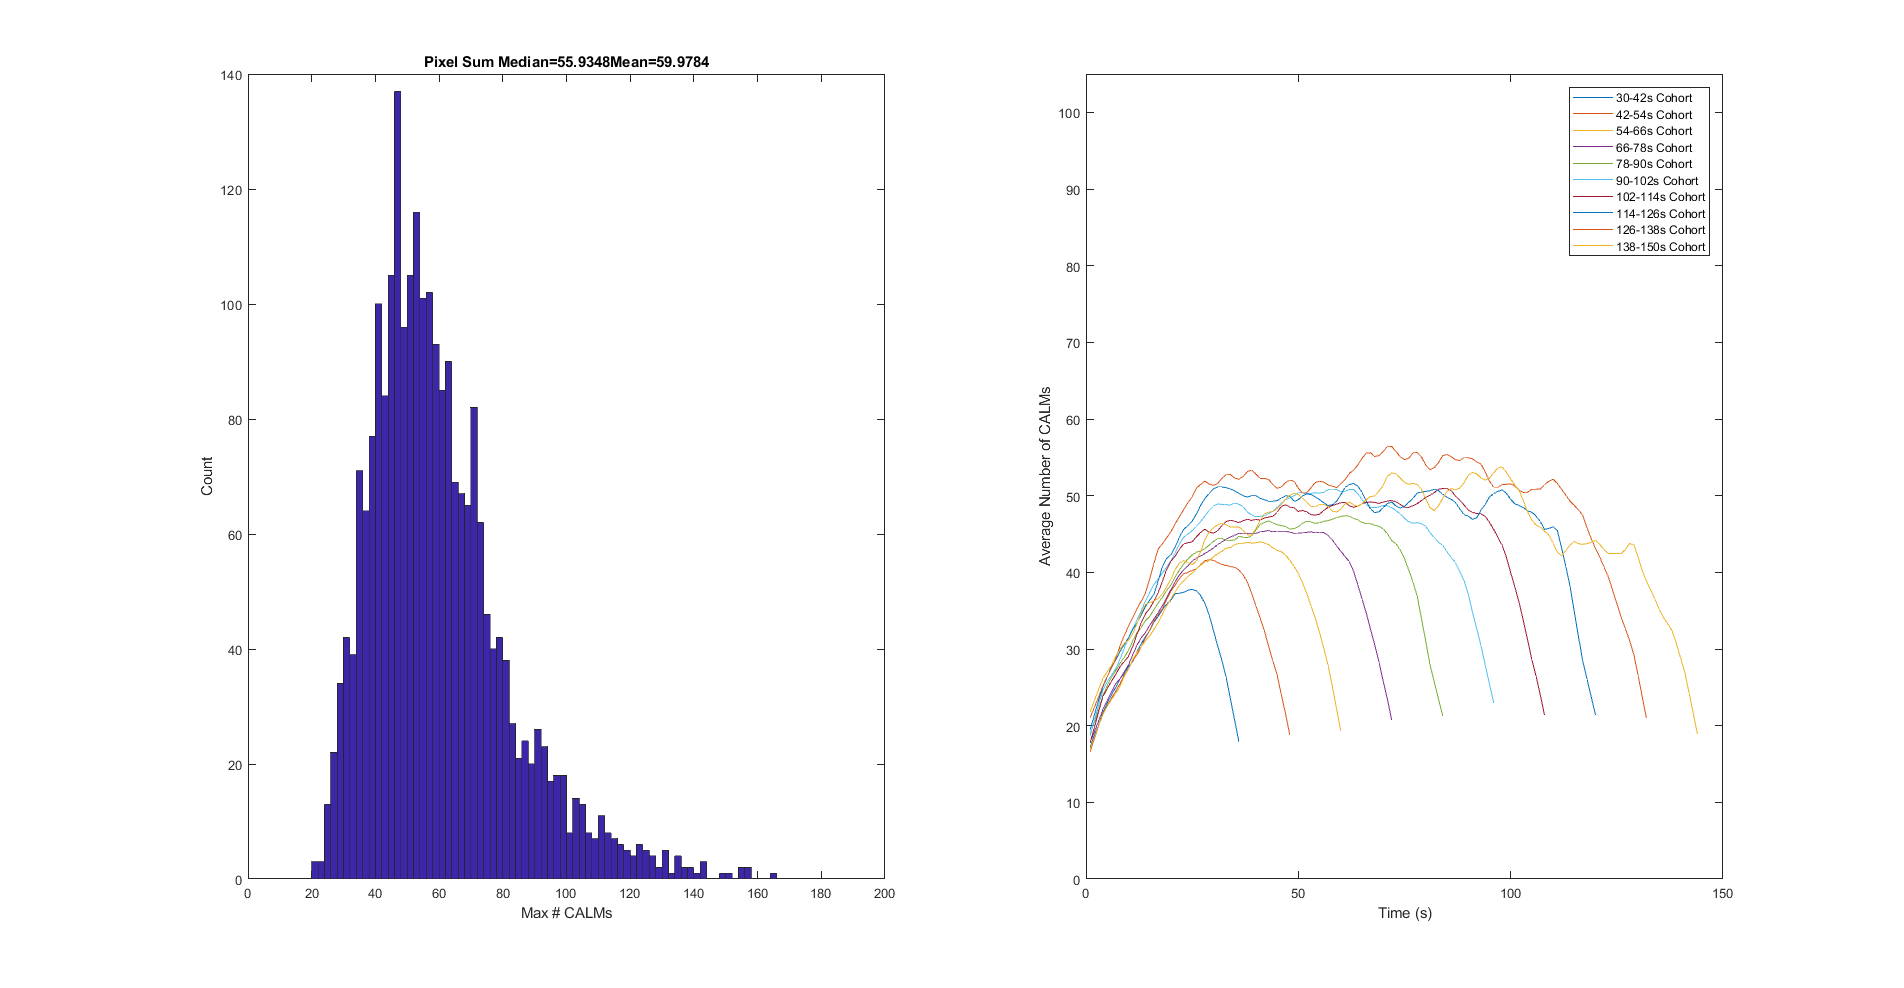 Pixel Sum Median=55.9348Mean=59.9784
140
120
100
80
60
40
20
0
Count
0 20 40 60 80 100 120 140 160 180 200
Max # CALMs
100
90
80
70
60
50
40
30
20
10
0
Average Number of CALMs
0 50 100 150
Time (s)
30-42s Cohort
42-54s Cohort
54-66s Cohort
66-78s Cohort
78-90s Cohort
90-102s Cohort
102-114s Cohort
114-126s Cohort
126-138s Cohort
138-150s Cohort